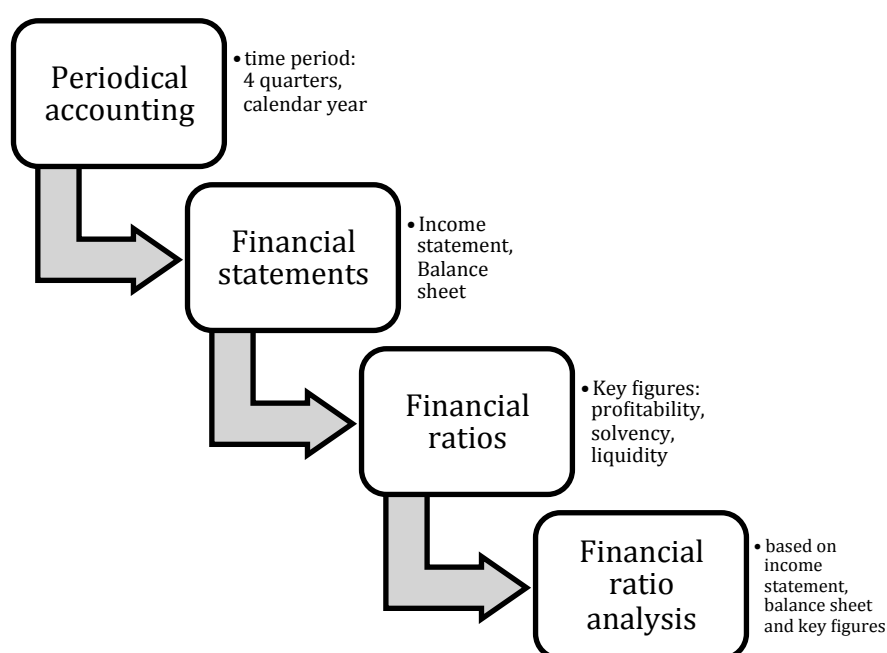 Periodical
accounting
• time period:
4 quarters,
calendar year
Financial
statements
• Income
statement,
Balance
sheet
Financial
ratios
• Key figures:
profitability,
solvency,
liquidity
Financial
ratio
analysis
• based on
income
statement,
balance sheet
and key figures